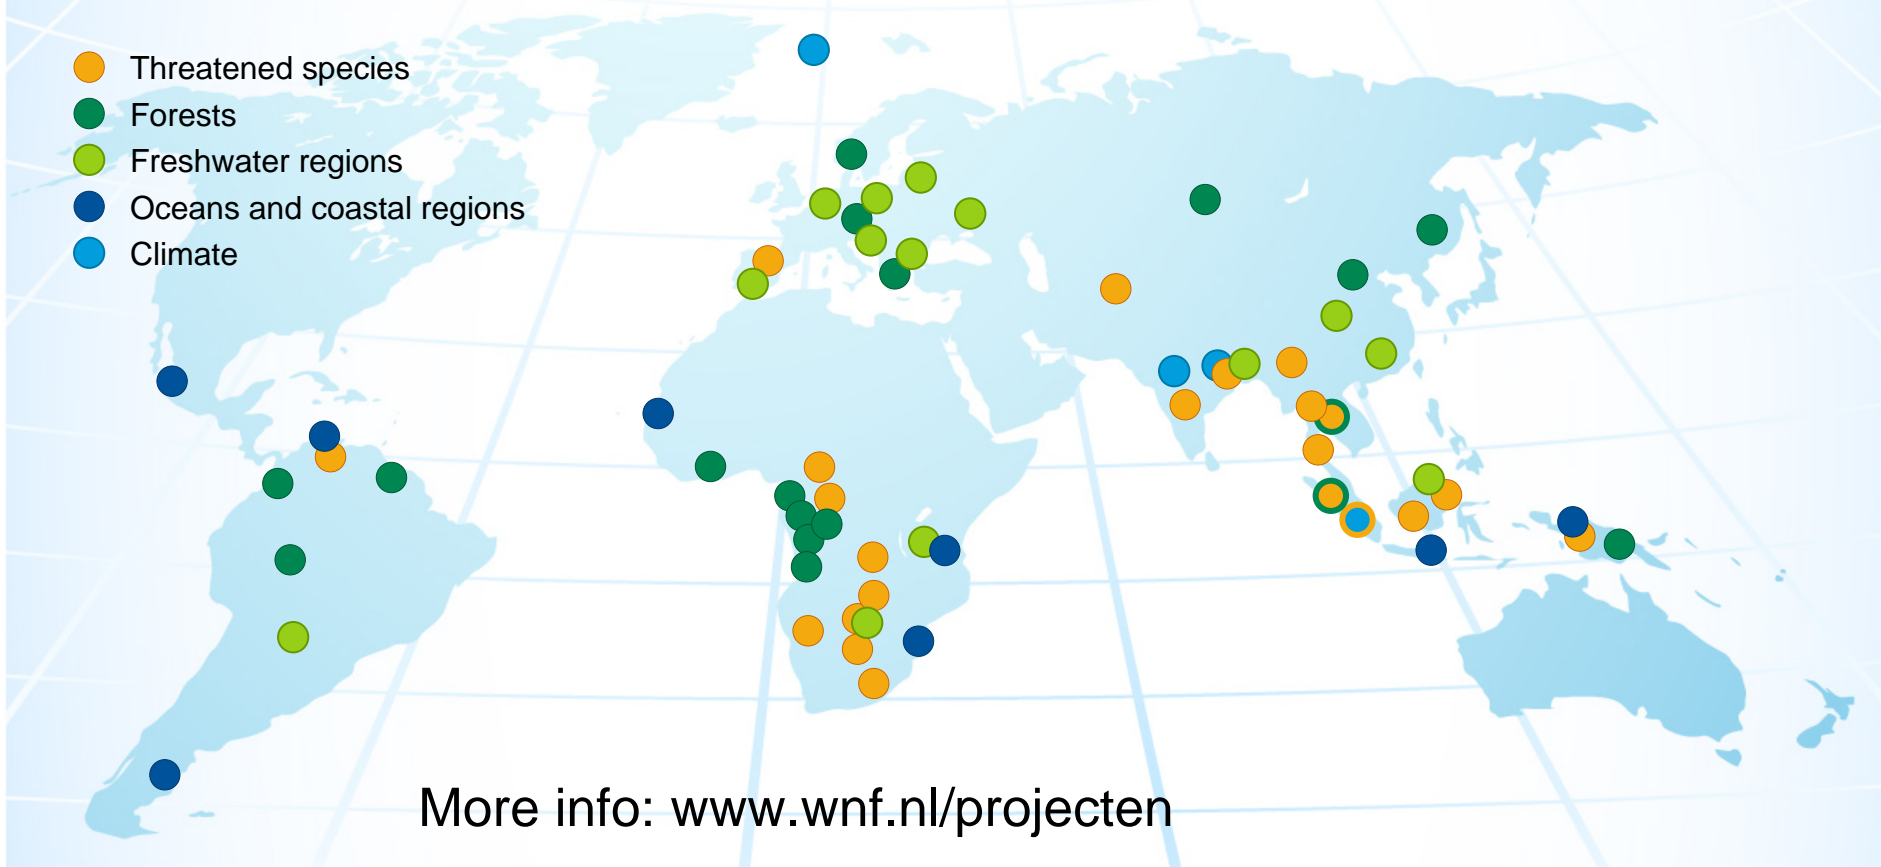 Threatened species
Forests
Freshwater regions
Oceans and coastal regions
Climate
More info: www.wnf.nl/projecten